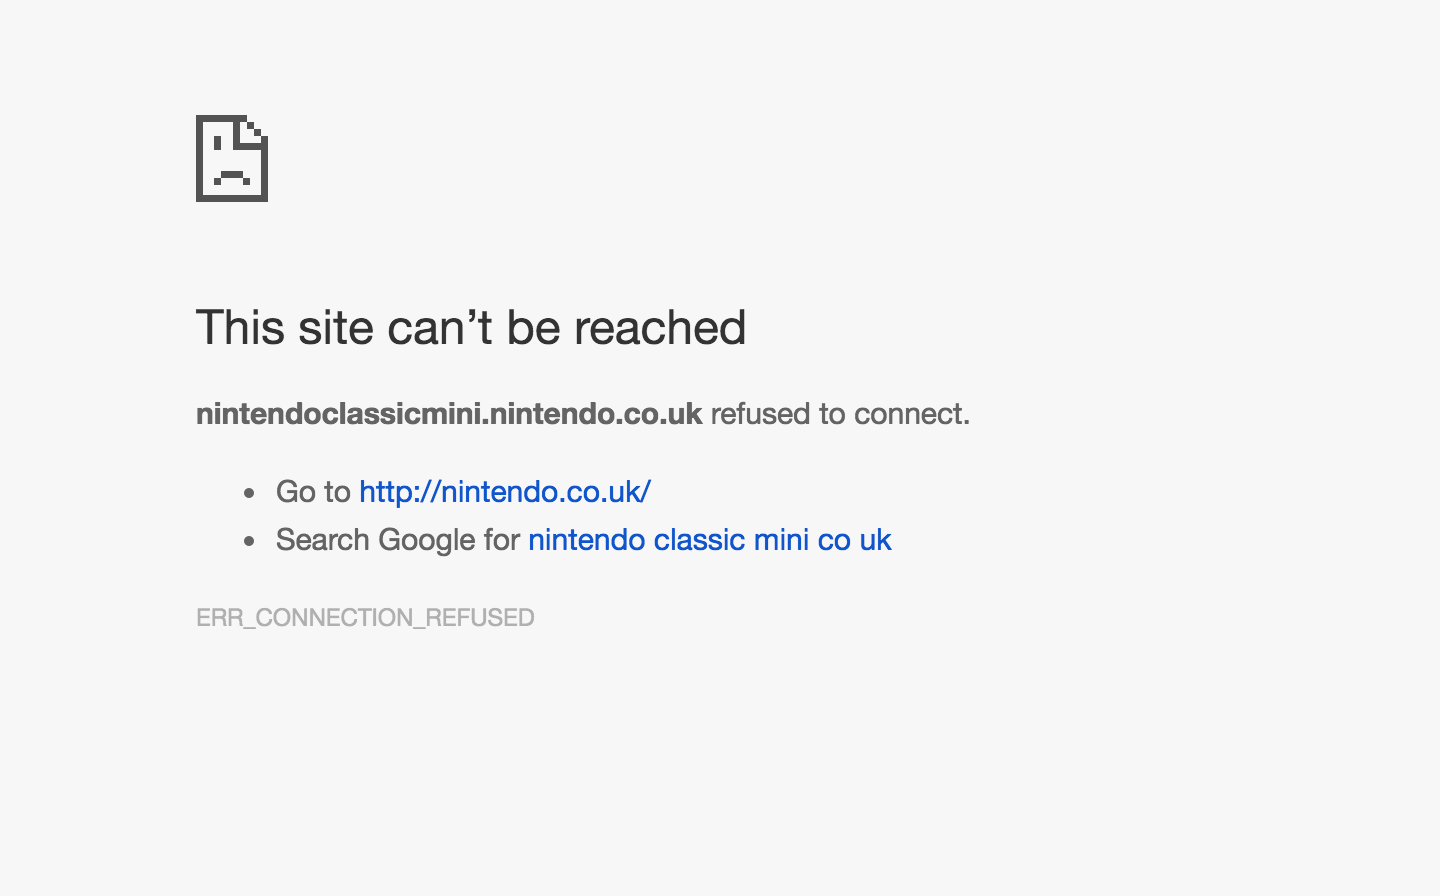 This site can’t be reached
nintendoclassicmini.nintendo.co.uk refused to connect.
• Go to http://nintendo.co.uk/
• Search Google for nintendo classic mini co uk
ERR_CONNECTION_REFUSED